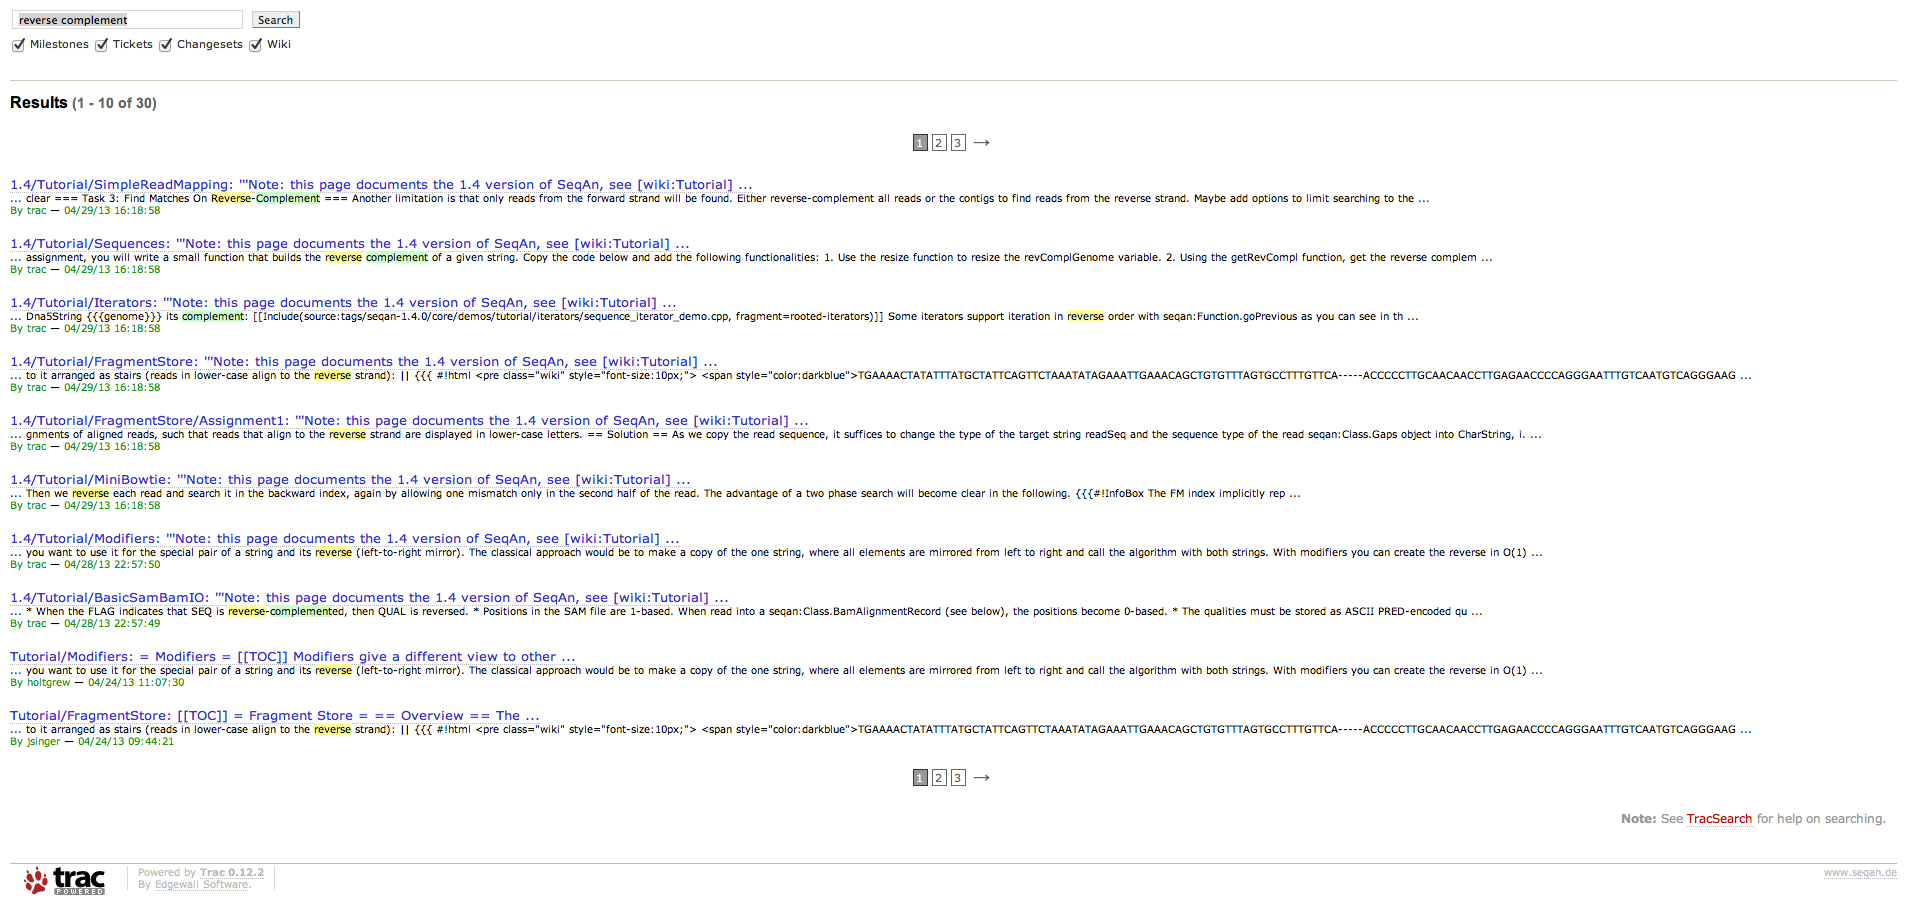 reverse complement Search
Milestones Tickets Changesets Wiki
Results (1 - 10 of 30)
1 2 3 →
1.4/Tutorial/SimpleReadMapping: '''Note: this page documents the 1.4 version of SeqAn, see [wiki:Tutorial] ...
... clear === Task 3: Find Matches On Reverse-Complement === Another limitation is that only reads from the forward strand will be found. Either reverse-complement all reads or the contigs to find reads from the reverse strand. Maybe add options to limit searching to the ...
By trac — 04/29/13 16:18:58
1.4/Tutorial/Sequences: '''Note: this page documents the 1.4 version of SeqAn, see [wiki:Tutorial] ...
... assignment, you will write a small function that builds the reverse complement of a given string. Copy the code below and add the following functionalities: 1. Use the resize function to resize the revComplGenome variable. 2. Using the getRevCompl function, get the reverse complem ...
By trac — 04/29/13 16:18:58
1.4/Tutorial/Iterators: '''Note: this page documents the 1.4 version of SeqAn, see [wiki:Tutorial] ...
... Dna5String {{{genome}}} its complement: [[Include(source:tags/seqan-1.4.0/core/demos/tutorial/iterators/sequence_iterator_demo.cpp, fragment=rooted-iterators)]] Some iterators support iteration in reverse order with seqan:Function.goPrevious as you can see in th ...
By trac — 04/29/13 16:18:58
1.4/Tutorial/FragmentStore: '''Note: this page documents the 1.4 version of SeqAn, see [wiki:Tutorial] ...
... to it arranged as stairs (reads in lower-case align to the reverse strand): || {{{ #!html <pre class="wiki" style="font-size:10px;"> <span style="color:darkblue">TGAAAACTATATTTATGCTATTCAGTTCTAAATATAGAAATTGAAACAGCTGTGTTTAGTGCCTTTGTTCA-----ACCCCCTTGCAACAACCTTGAGAACCCCAGGGAATTTGTCAATGTCAGGGAAG ...
By trac — 04/29/13 16:18:58
1.4/Tutorial/FragmentStore/Assignment1: '''Note: this page documents the 1.4 version of SeqAn, see [wiki:Tutorial] ...
... gnments of aligned reads, such that reads that align to the reverse strand are displayed in lower-case letters. == Solution == As we copy the read sequence, it suffices to change the type of the target string readSeq and the sequence type of the read seqan:Class.Gaps object into CharString, i. ...
By trac — 04/29/13 16:18:58
1.4/Tutorial/MiniBowtie: '''Note: this page documents the 1.4 version of SeqAn, see [wiki:Tutorial] ...
... Then we reverse each read and search it in the backward index, again by allowing one mismatch only in the second half of the read. The advantage of a two phase search will become clear in the following. {{{#!InfoBox The FM index implicitly rep ...
By trac — 04/29/13 16:18:58
1.4/Tutorial/Modifiers: '''Note: this page documents the 1.4 version of SeqAn, see [wiki:Tutorial] ...
... you want to use it for the special pair of a string and its reverse (left-to-right mirror). The classical approach would be to make a copy of the one string, where all elements are mirrored from left to right and call the algorithm with both strings. With modifiers you can create the reverse in O(1) ...
By trac — 04/28/13 22:57:50
1.4/Tutorial/BasicSamBamIO: '''Note: this page documents the 1.4 version of SeqAn, see [wiki:Tutorial] ...
... * When the FLAG indicates that SEQ is reverse-complemented, then QUAL is reversed. * Positions in the SAM file are 1-based. When read into a seqan:Class.BamAlignmentRecord (see below), the positions become 0-based. * The qualities must be stored as ASCII PRED-encoded qu ...
By trac — 04/28/13 22:57:49
Tutorial/Modifiers: = Modifiers = [[TOC]] Modifiers give a different view to other ...
... you want to use it for the special pair of a string and its reverse (left-to-right mirror). The classical approach would be to make a copy of the one string, where all elements are mirrored from left to right and call the algorithm with both strings. With modifiers you can create the reverse in O(1) ...
By holtgrew — 04/24/13 11:07:30
Tutorial/FragmentStore: [[TOC]] = Fragment Store = == Overview == The ...
... to it arranged as stairs (reads in lower-case align to the reverse strand): || {{{ #!html <pre class="wiki" style="font-size:10px;"> <span style="color:darkblue">TGAAAACTATATTTATGCTATTCAGTTCTAAATATAGAAATTGAAACAGCTGTGTTTAGTGCCTTTGTTCA-----ACCCCCTTGCAACAACCTTGAGAACCCCAGGGAATTTGTCAATGTCAGGGAAG ...
By jsinger — 04/24/13 09:44:21
1 2 3 →
Note: See TracSearch for help on searching.
trac POWERED
Powered by Trac 0.12.2
By Edgewall Software.
www.seqan.de